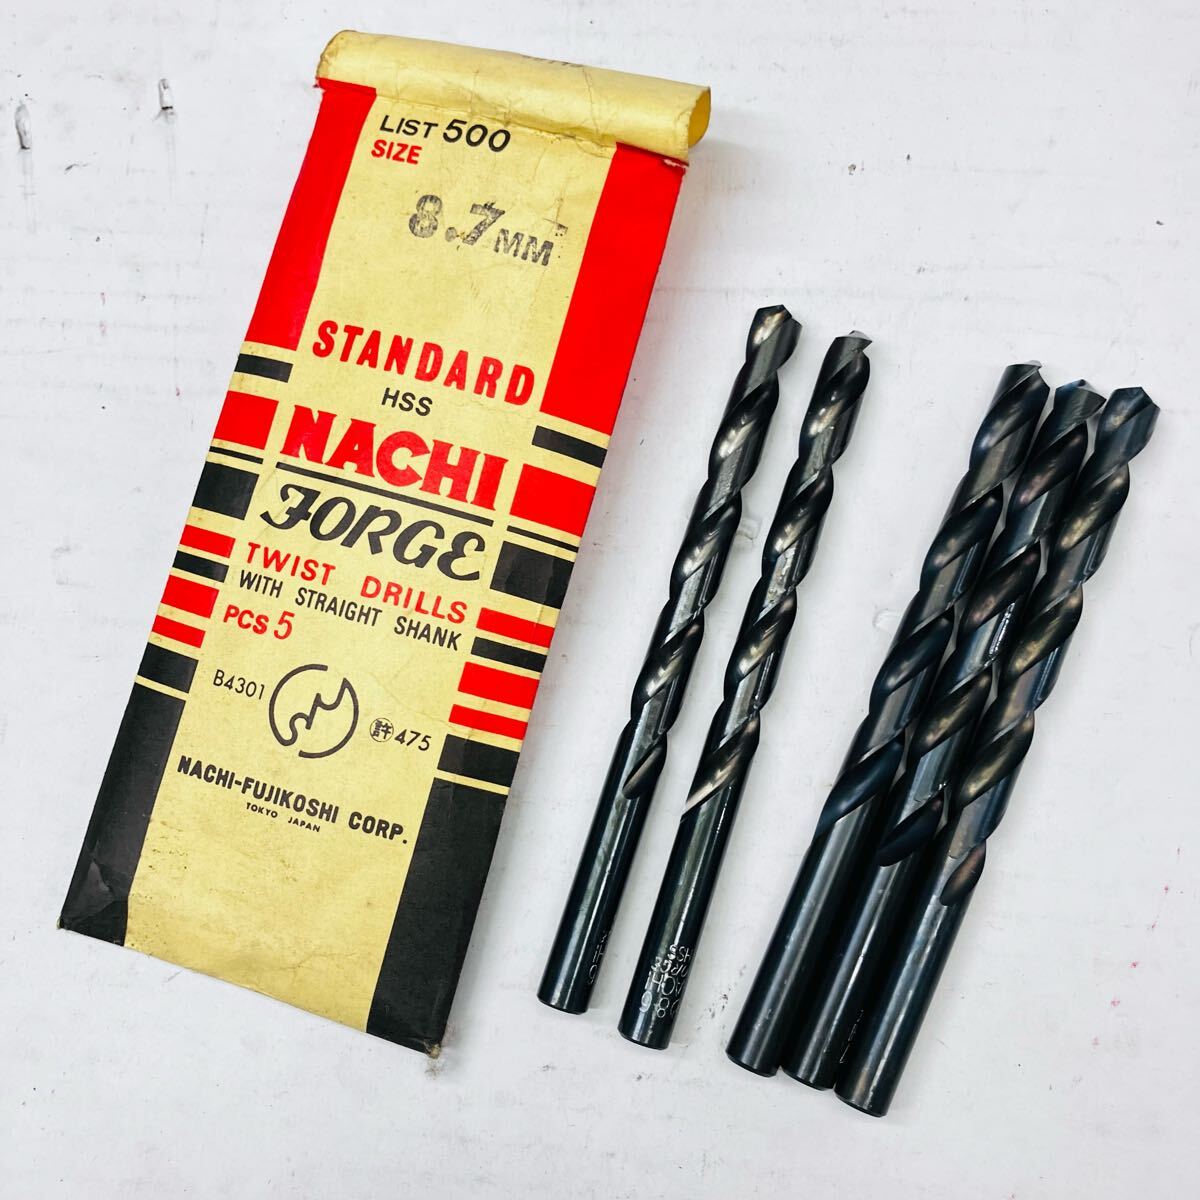 LIST 500
SIZE
8.7MM
STANDARD
HSS
NACHI
FORGE
TWIST DRILLS
WITH STRAIGHT SHANK
PCS 5
B4301
許 475
NACHI-FUJIKOSHI CORP.
TOKYO JAPAN